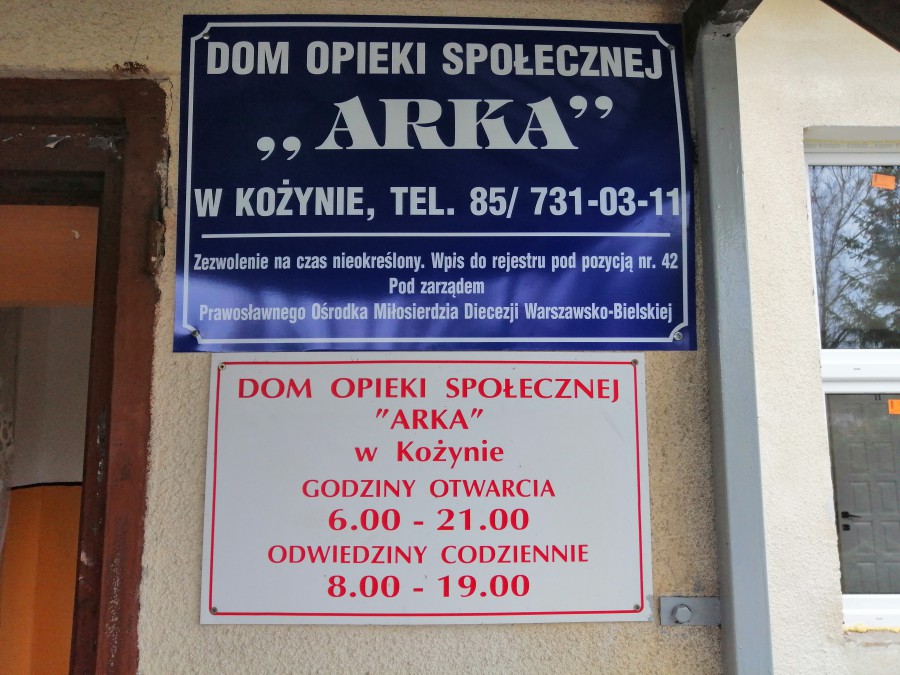 DOM OPIEKI SPOŁECZNEJ
„ARKA”
W KOŻYNIE, TEL. 85/ 731-03-11
Zezwolenie na czas nieokreślony. Wpis do rejestru pod pozycją nr. 42
Pod zarządem
Prawosławnego Ośrodka Miłosierdzia Diecezji Warszawsko-Bielskiej
DOM OPIEKI SPOŁECZNEJ
”ARKA”
w Kożynie
GODZINY OTWARCIA
6.00 - 21.00
ODWIEDZINY CODZIENNIE
8.00 - 19.00